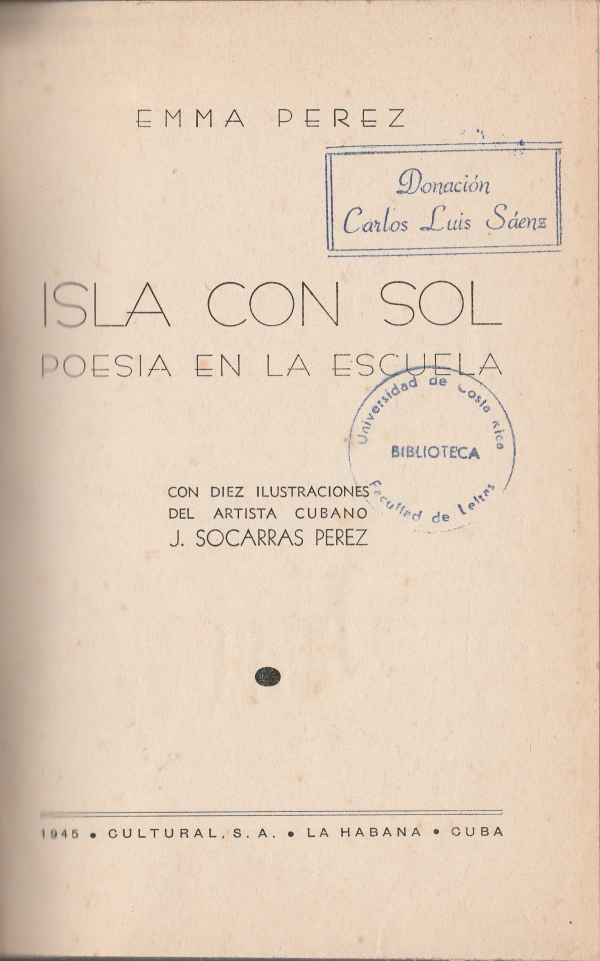 EMMA PEREZ
Donación
Carlos Luis Sáenz
ISLA CON SOL
POESIA EN LA ESCUELA
Universidad de Costa Rica
BIBLIOTECA
Facultad de Letras
CON DIEZ ILUSTRACIONES
DEL ARTISTA CUBANO
J. SOCARRAS PEREZ
1945 • CULTURAL, S. A. • LA HABANA • CUBA